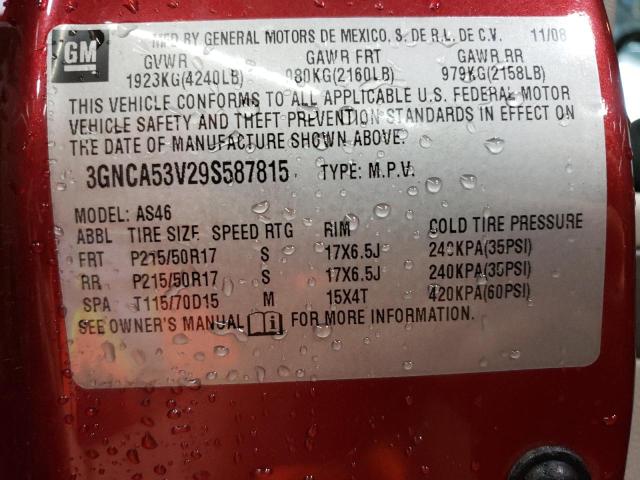 GM
MFD BY GENERAL MOTORS DE MEXICO, S. DE R.L. DE C.V. 11/08
GVWR GAWR FRT GAWR RR
1923KG(4240LB) 980KG(2160LB) 979KG(2158LB)
THIS VEHICLE CONFORMS TO ALL APPLICABLE U.S. FEDERAL MOTOR
VEHICLE SAFETY AND THEFT PREVENTION STANDARDS IN EFFECT ON
THE DATE OF MANUFACTURE SHOWN ABOVE.
3GNCA53V29S587815 TYPE: M.P.V.
MODEL: AS46
ABBL TIRE SIZE SPEED RTG RIM COLD TIRE PRESSURE
FRT P215/50R17 S 17X6.5J 240KPA(35PSI)
RR P215/50R17 S 17X6.5J 240KPA(35PSI)
SPA T115/70D15 M 15X4T 420KPA(60PSI)
SEE OWNER'S MANUAL i FOR MORE INFORMATION.